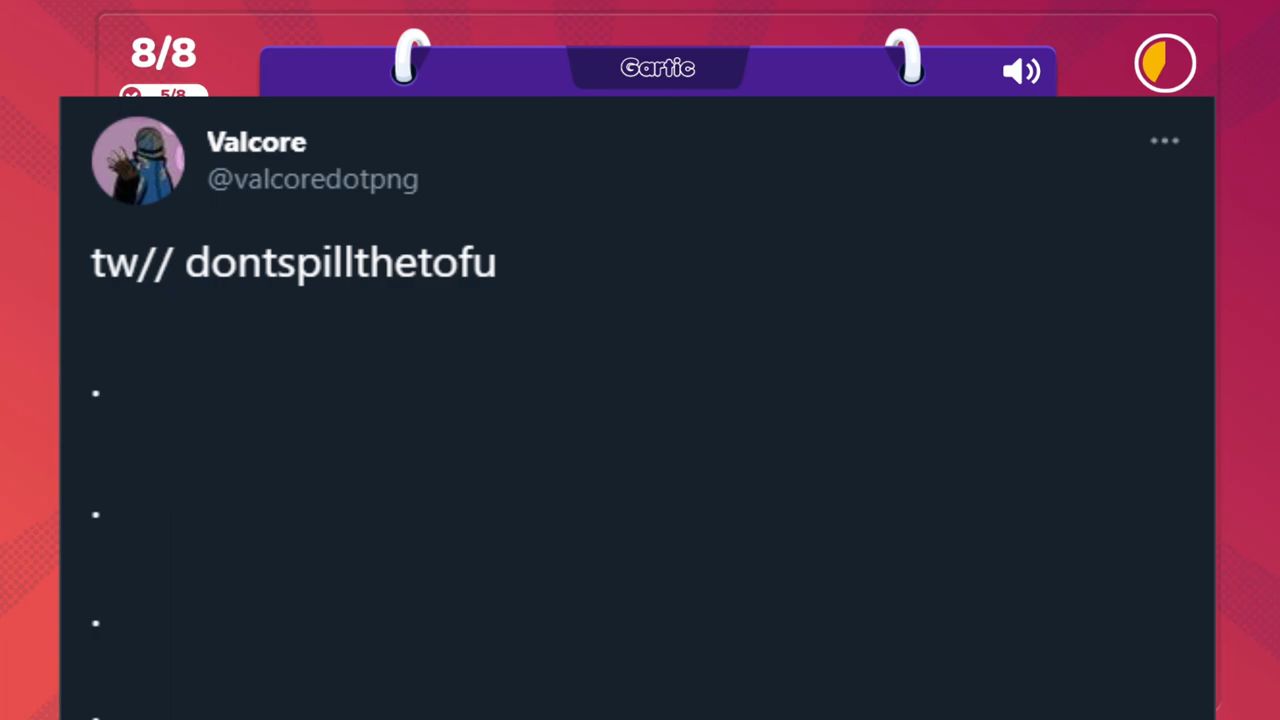 8/8
Gartic
5/8
Valcore
@valcoredotpng
tw// dontspillthetofu
.
.
.
.